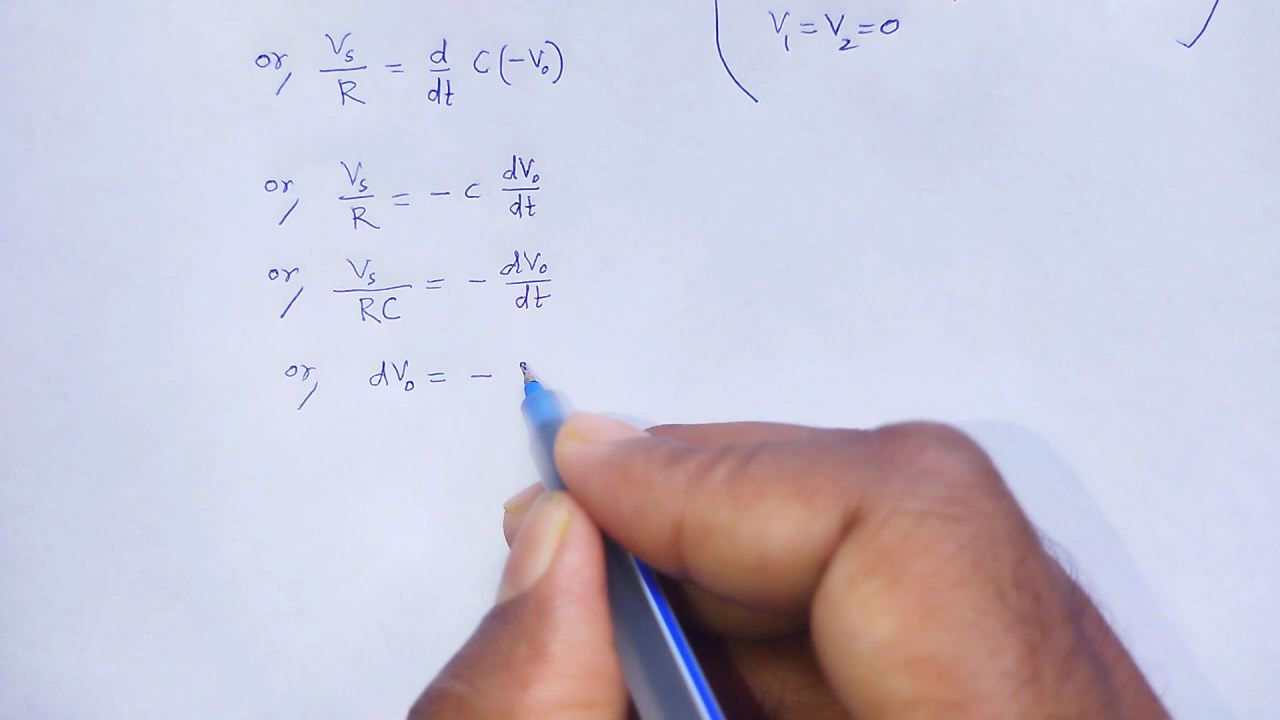 V₁ = V₂ = 0
or, Vs/R = d/dt C(-V₀)
or, Vs/R = - C dV₀/dt
or, Vs/RC = - dV₀/dt
or, dV₀ = -